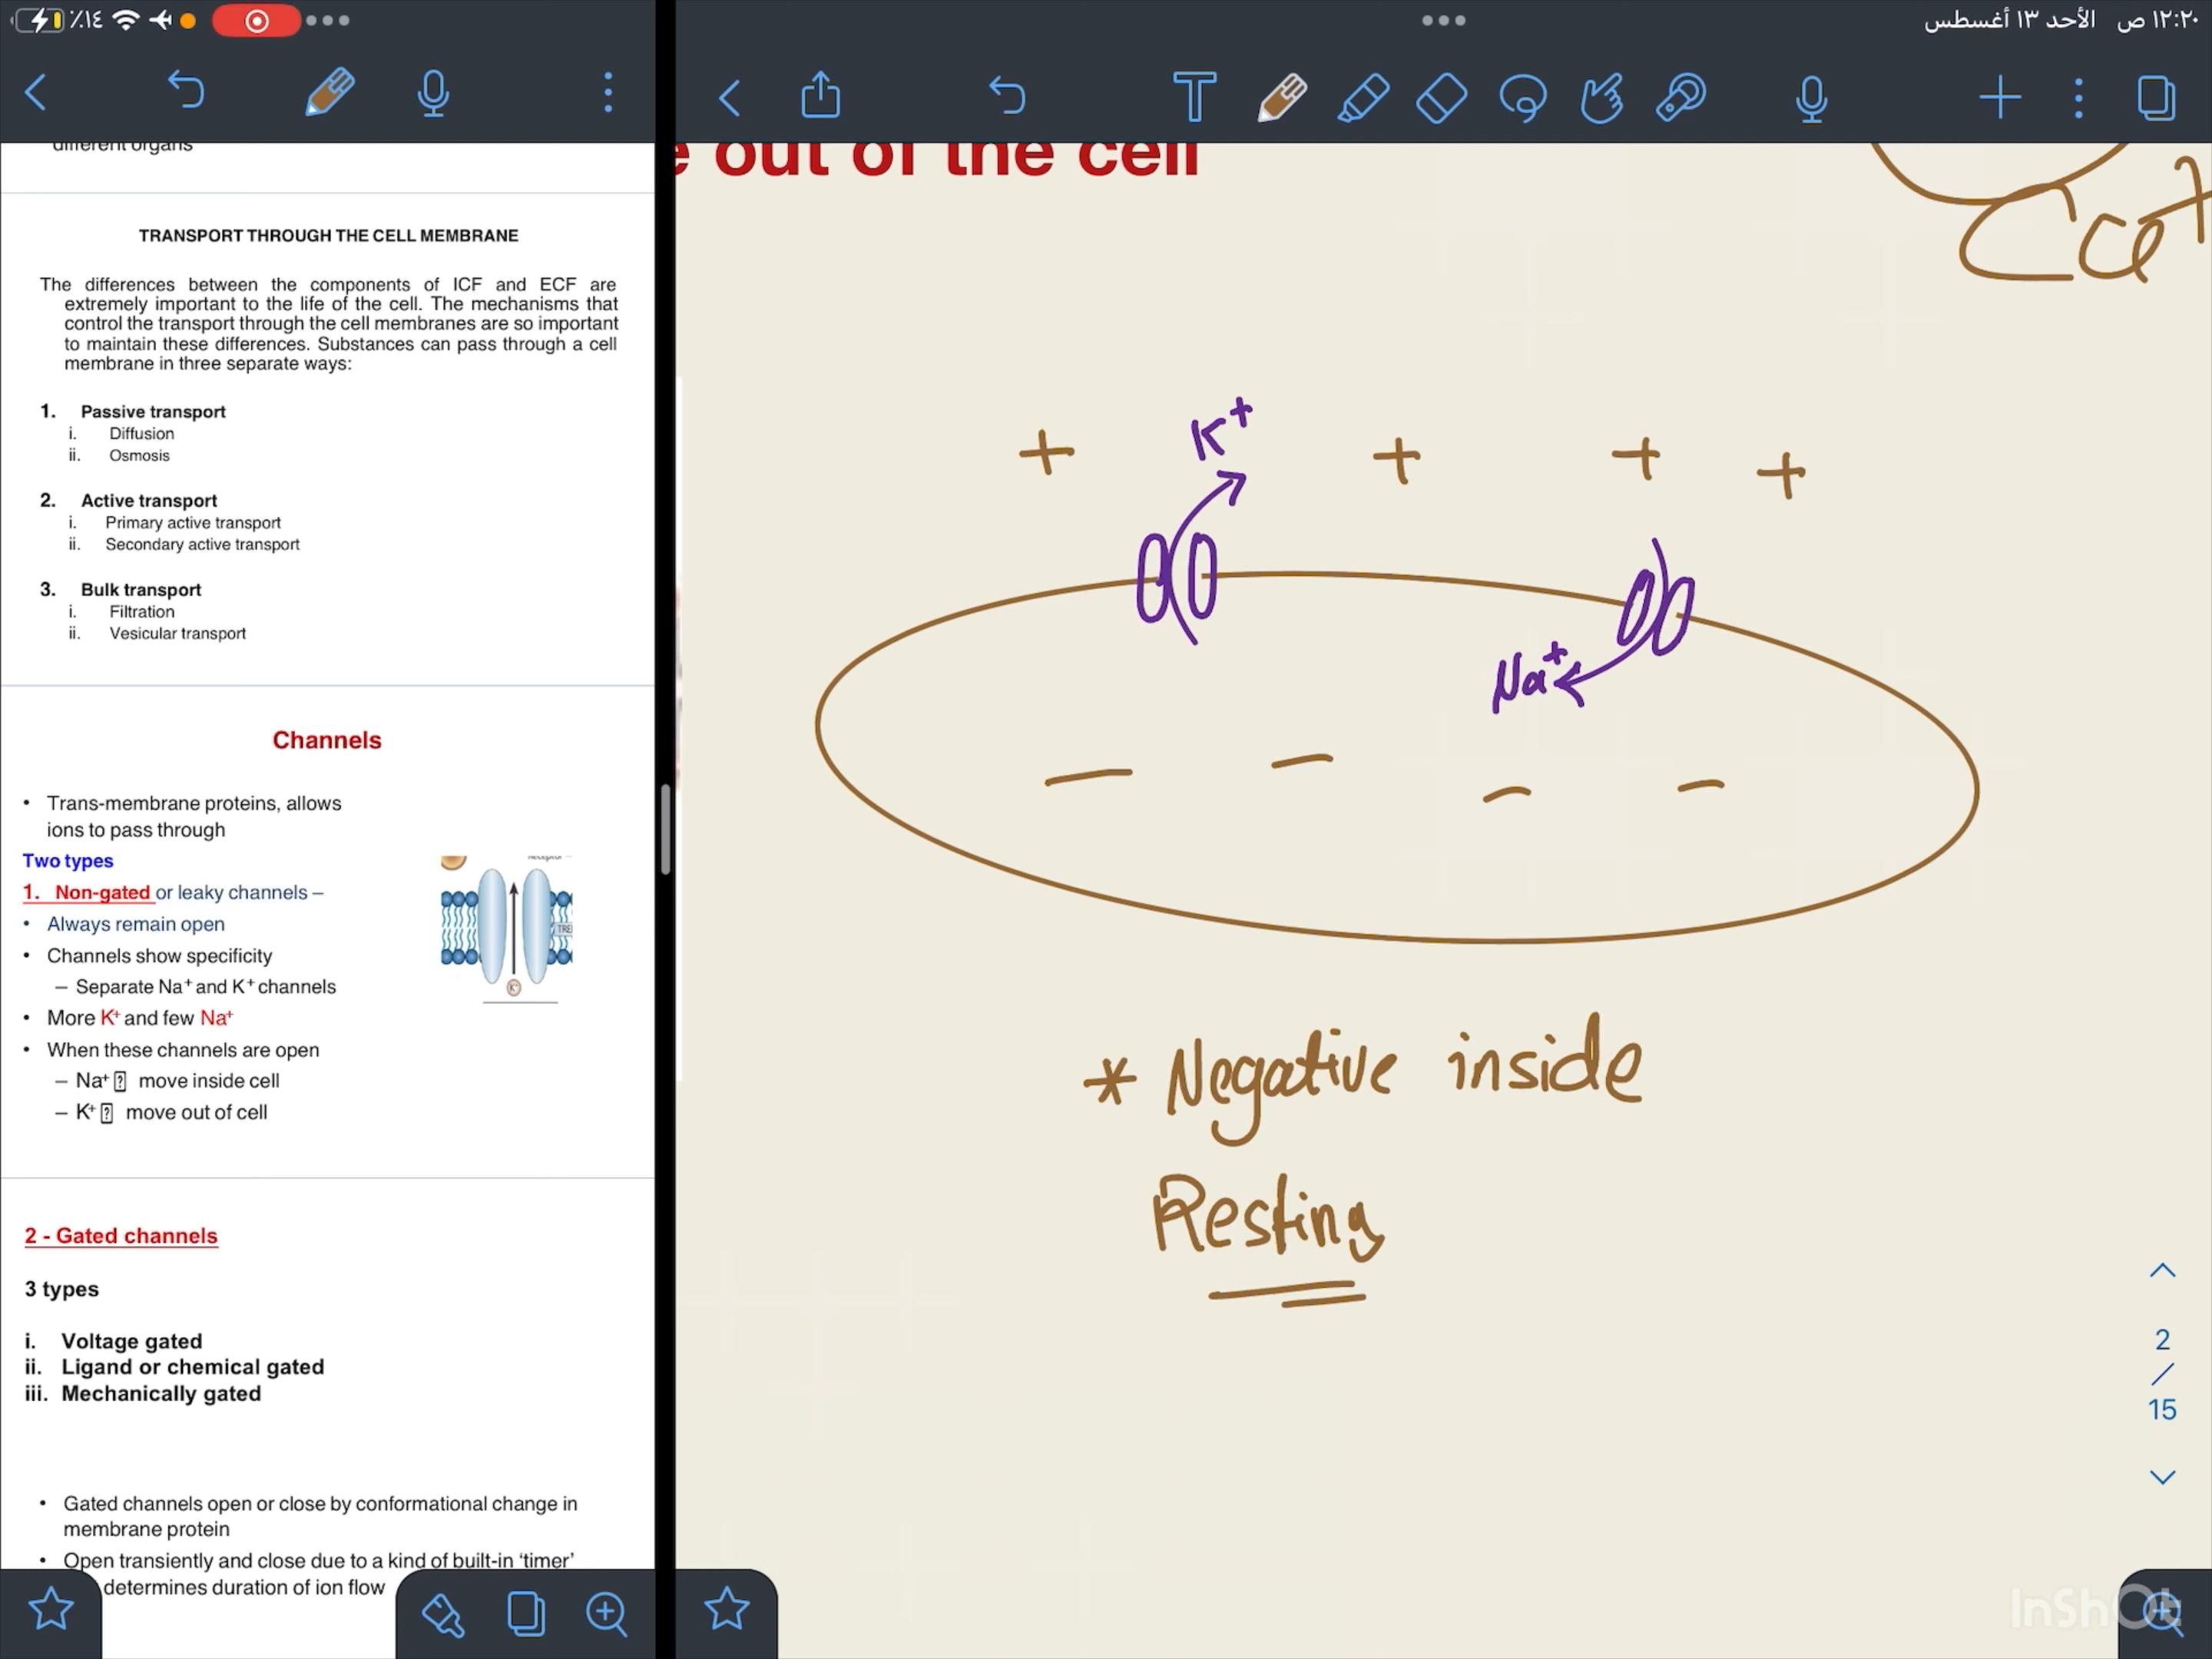 ٪١٤
١٢:٢٠ ص الأحد ١٣ أغسطس
different organs
TRANSPORT THROUGH THE CELL MEMBRANE
The differences between the components of ICF and ECF are
extremely important to the life of the cell. The mechanisms that
control the transport through the cell membranes are so important
to maintain these differences. Substances can pass through a cell
membrane in three separate ways:
1. Passive transport
i. Diffusion
ii. Osmosis
2. Active transport
i. Primary active transport
ii. Secondary active transport
3. Bulk transport
i. Filtration
ii. Vesicular transport
Channels
• Trans-membrane proteins, allows
ions to pass through
Two types
1. Non-gated or leaky channels –
• Always remain open
• Channels show specificity
– Separate Na⁺ and K⁺ channels
• More K⁺ and few Na⁺
• When these channels are open
– Na⁺ move inside cell
– K⁺ move out of cell
2 - Gated channels
3 types
i. Voltage gated
ii. Ligand or chemical gated
iii. Mechanically gated
• Gated channels open or close by conformational change in
membrane protein
• Open transiently and close due to a kind of built-in ‘timer’
determines duration of ion flow
out of the cell
+ K⁺ + + +
Na⁺
– – – –
* Negative inside
Resting
2
/
15
InShOt